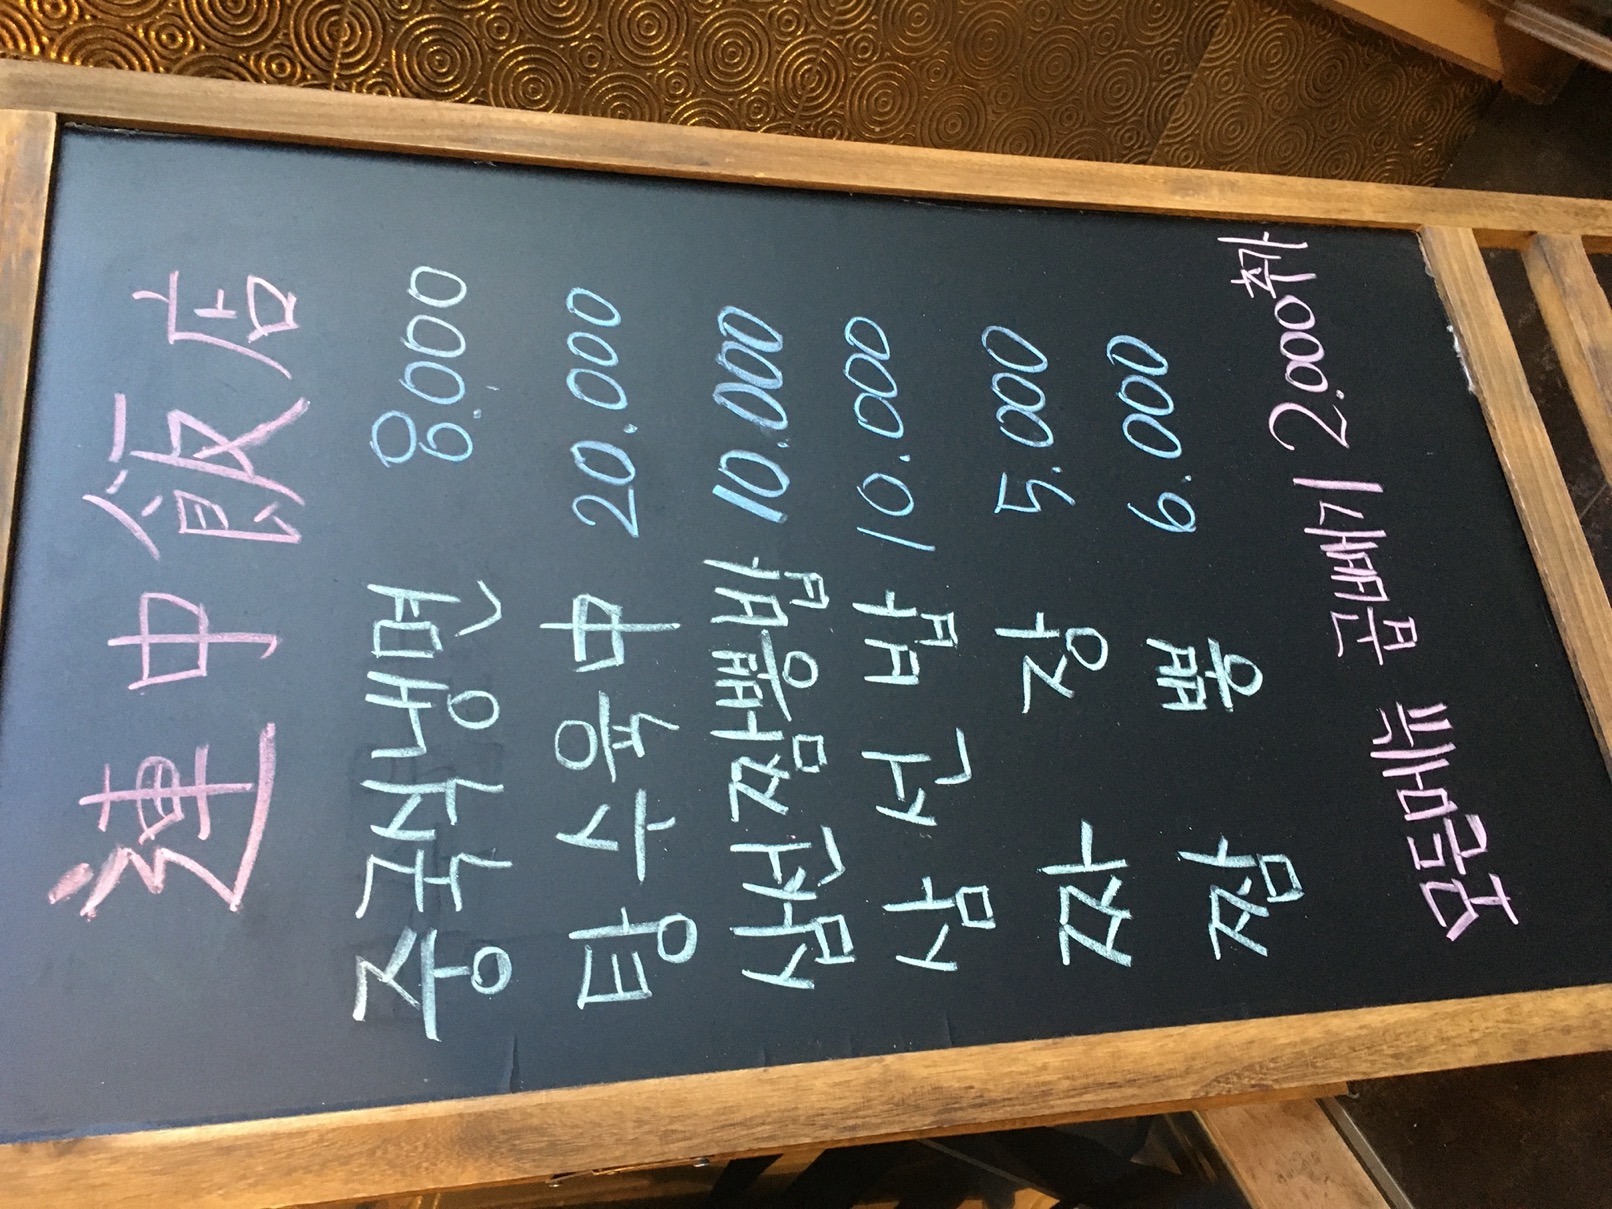 連中飯店
중국식냉면 8.000
탕수육中 20.000
삼선짬뽕밥 10.000
삼선밥 10.000
짜장 5.000
짬뽕 6.000
모든메뉴 곱빼기 2.000추가